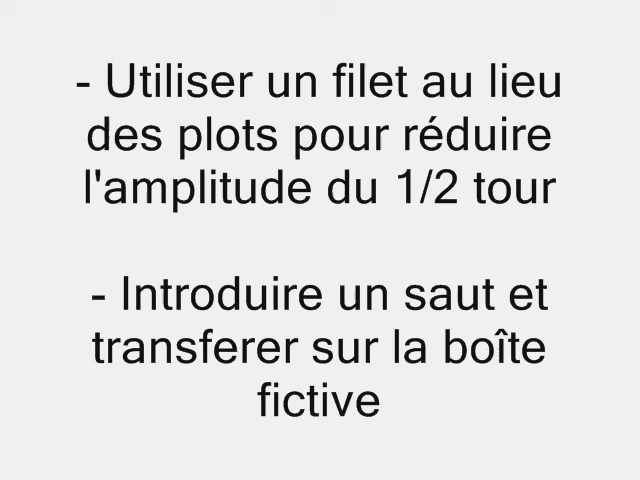 - Utiliser un filet au lieu
des plots pour réduire
l'amplitude du 1/2 tour
- Introduire un saut et
transferer sur la boîte
fictive